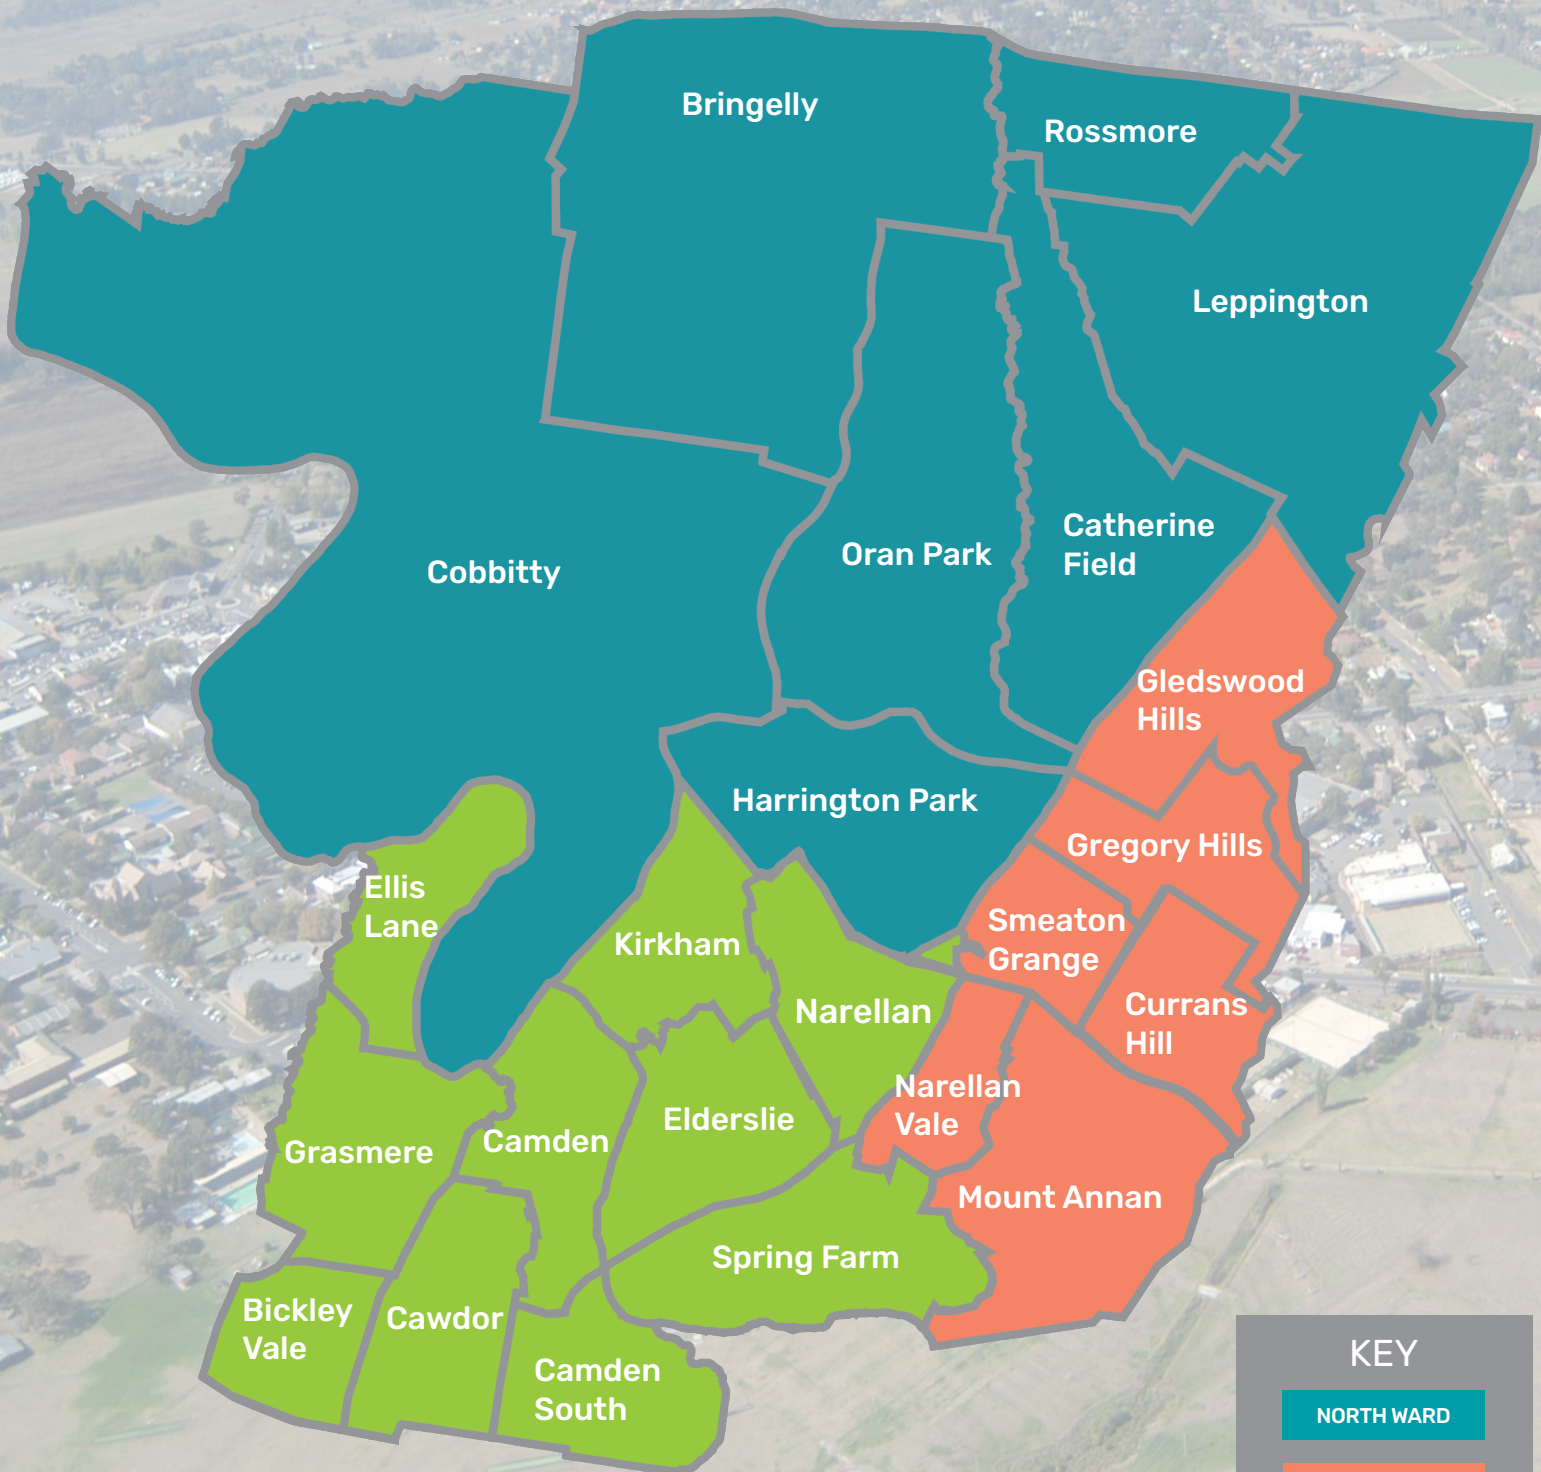 Bringelly
Rossmore
Leppington
Catherine
Field
Oran Park
Cobbitty
Gledswood
Hills
Harrington Park
Gregory Hills
Ellis
Lane
Smeaton
Grange
Kirkham
Narellan
Currans
Hill
Narellan
Vale
Elderslie
Camden
Grasmere
Mount Annan
Spring Farm
Bickley
Vale
Cawdor
Camden
South
KEY
NORTH WARD